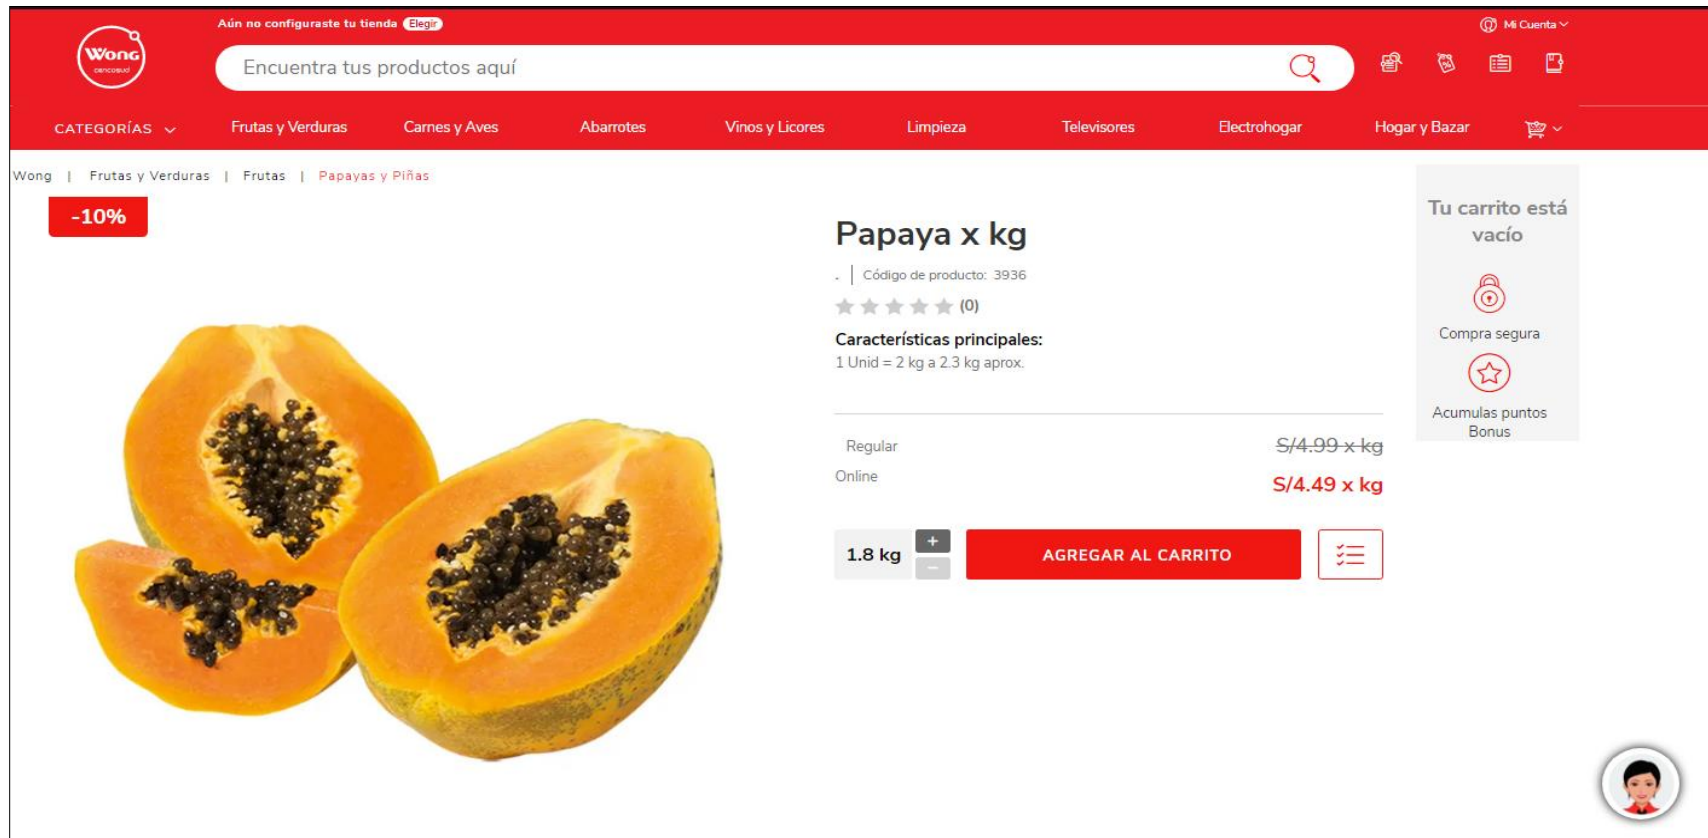 Aún no configuraste tu tienda Elegir
Mi Cuenta
Wong
cencosud
Encuentra tus productos aquí
CATEGORÍAS
Frutas y Verduras
Carnes y Aves
Abarrotes
Vinos y Licores
Limpieza
Televisores
Electrohogar
Hogar y Bazar
Wong | Frutas y Verduras | Frutas | Papayas y Piñas
-10%
Papaya x kg
. | Código de producto: 3936
(0)
Características principales:
1 Unid = 2 kg a 2.3 kg aprox.
Regular S/4.99 x kg
Online S/4.49 x kg
1.8 kg + −
AGREGAR AL CARRITO
Tu carrito está
vacío
Compra segura
Acumulas puntos
Bonus